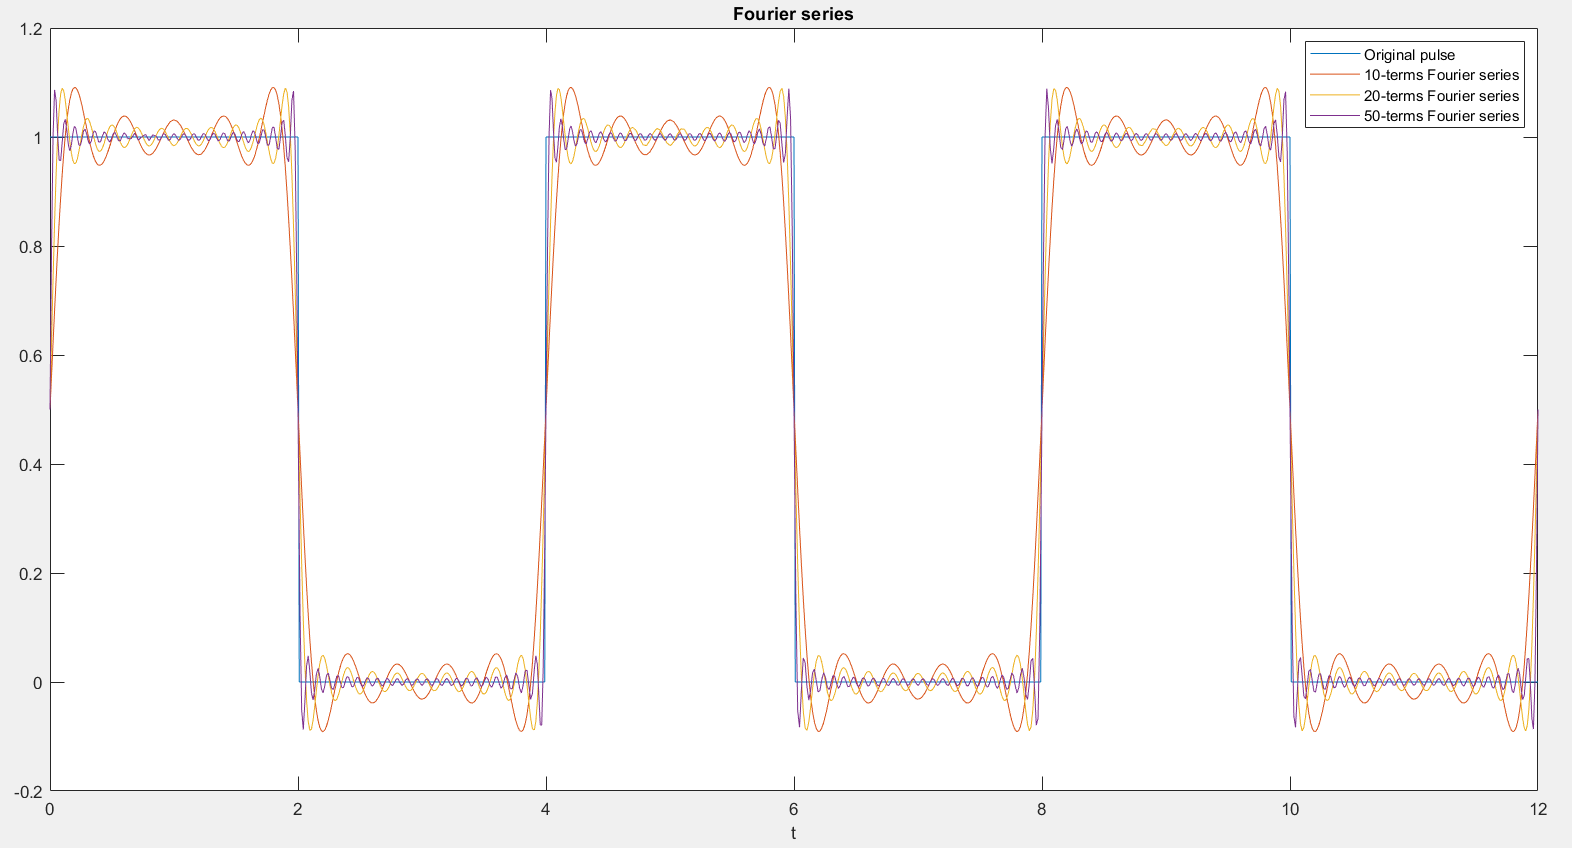 Fourier series
1.2
Original pulse
10-terms Fourier series
20-terms Fourier series
50-terms Fourier series
1
0.8
0.6
0.4
0.2
0
-0.2
0 2 4 6 8 10 12
t